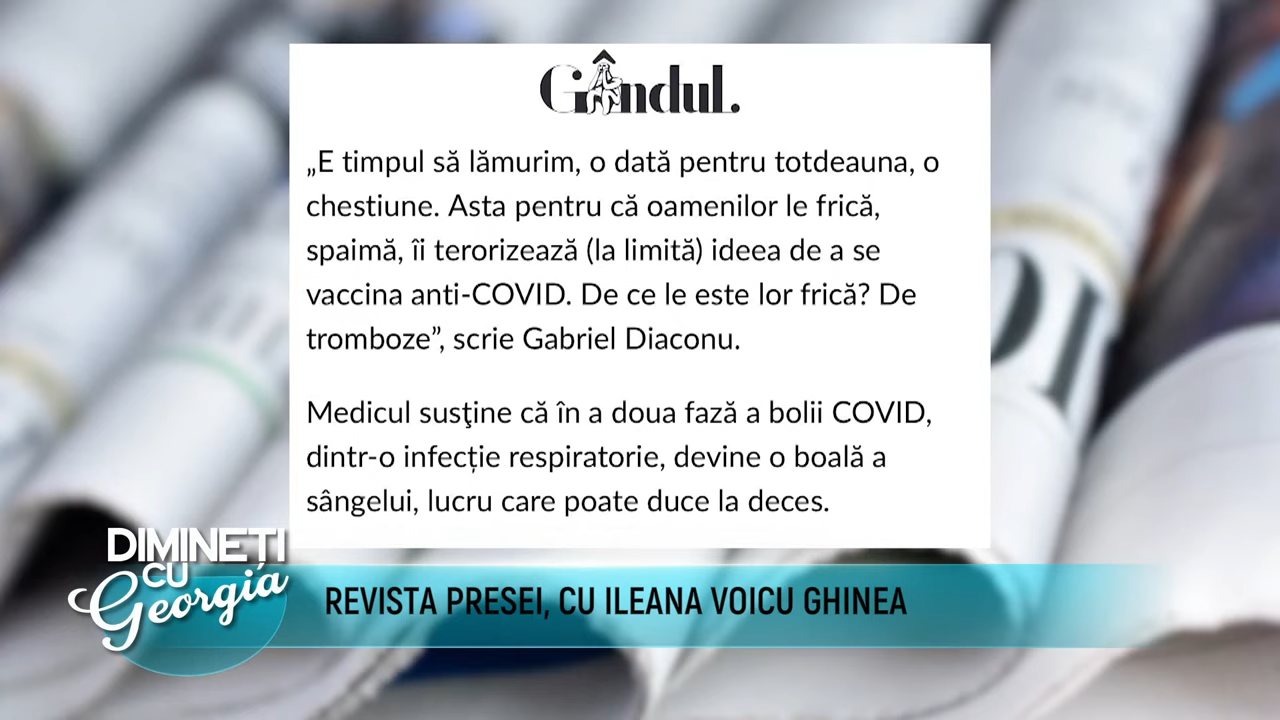 Gândul.
„E timpul să lămurim, o dată pentru totdeauna, o
chestiune. Asta pentru că oamenilor le frică,
spaimă, îi terorizează (la limită) ideea de a se
vaccina anti-COVID. De ce le este lor frică? De
tromboze”, scrie Gabriel Diaconu.
Medicul susţine că în a doua fază a bolii COVID,
dintr-o infecție respiratorie, devine o boală a
sângelui, lucru care poate duce la deces.
DIMINEȚI
CU
Georgia
REVISTA PRESEI, CU ILEANA VOICU GHINEA